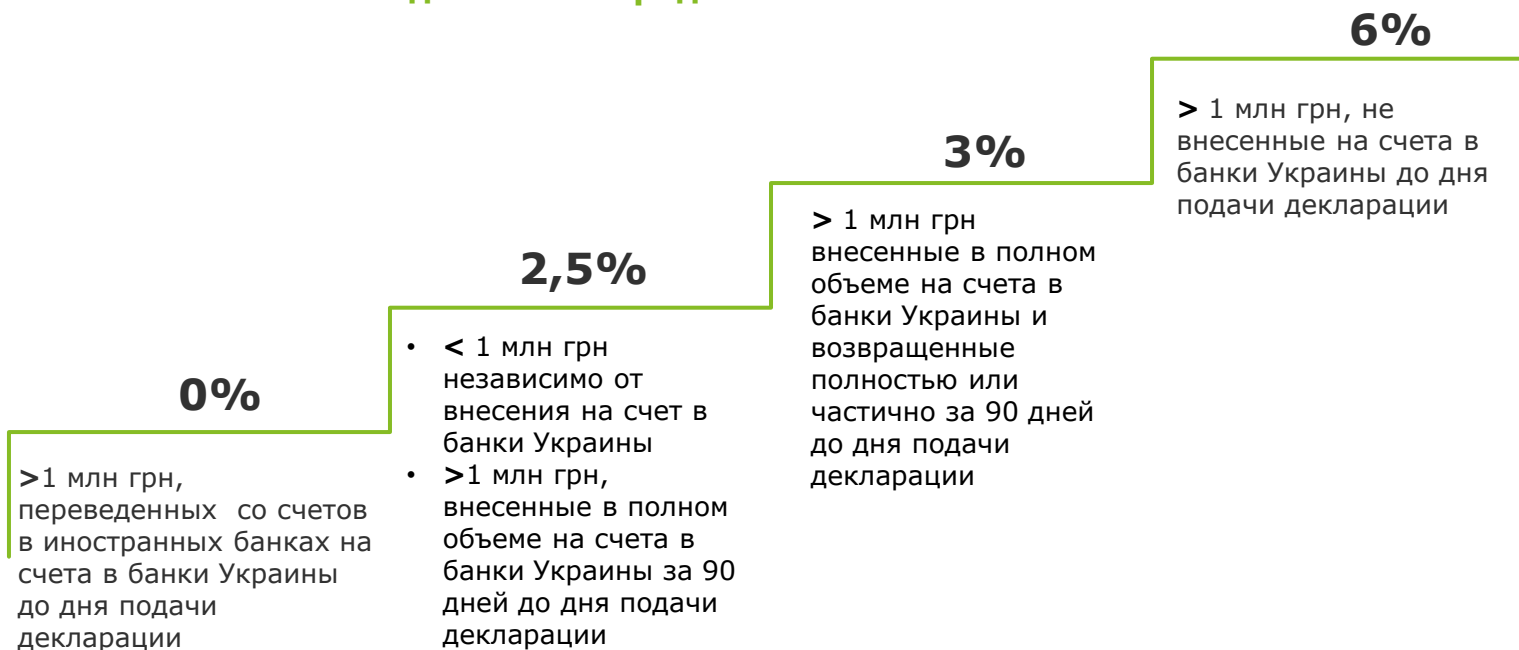 0%
>1 млн грн,
переведенных со счетов
в иностранных банках на
счета в банки Украины
до дня подачи
декларации
2,5%
• < 1 млн грн
независимо от
внесения на счет в
банки Украины
• >1 млн грн,
внесенные в полном
объеме на счета в
банки Украины за 90
дней до дня подачи
декларации
3%
> 1 млн грн
внесенные в полном
объеме на счета в
банки Украины и
возвращенные
полностью или
частично за 90 дней
до дня подачи
декларации
6%
> 1 млн грн, не
внесенные на счета в
банки Украины до дня
подачи декларации